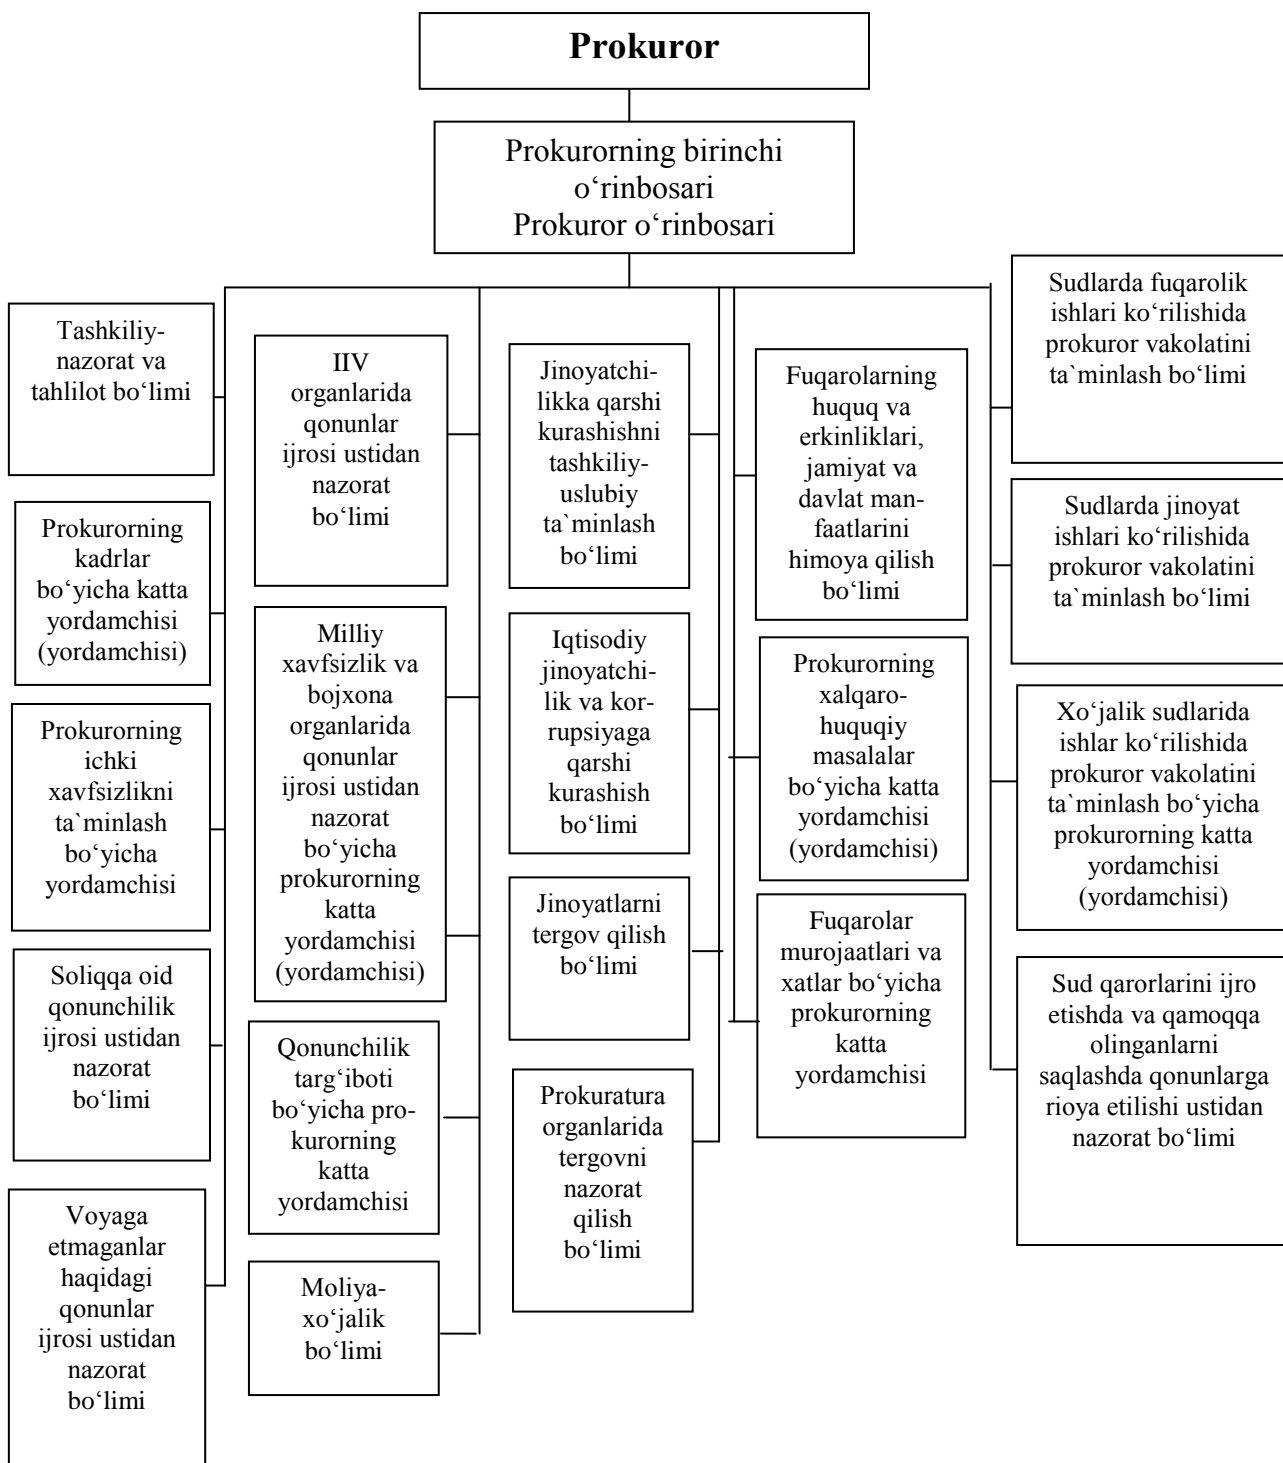 Prokuror
Prokurorning birinchi
o‘rinbosari
Prokuror o‘rinbosari
Tashkiliy-
nazorat va
tahlilot bo‘limi
Prokurorning
kadrlar
bo‘yicha katta
yordamchisi
(yordamchisi)
Prokurorning
ichki
xavfsizlikni
ta`minlash
bo‘yicha
yordamchisi
Soliqqa oid
qonunchilik
ijrosi ustidan
nazorat
bo‘limi
Voyaga
etmaganlar
haqidagi
qonunlar
ijrosi ustidan
nazorat
bo‘limi
IIV
organlarida
qonunlar
ijrosi ustidan
nazorat
bo‘limi
Milliy
xavfsizlik va
bojxona
organlarida
qonunlar
ijrosi ustidan
nazorat
bo‘yicha
prokurorning
katta
yordamchisi
(yordamchisi)
Qonunchilik
targ‘iboti
bo‘yicha pro-
kurorning
katta
yordamchisi
Moliya-
xo‘jalik
bo‘limi
Jinoyatchi-
likka qarshi
kurashishni
tashkiliy-
uslubiy
ta`minlash
bo‘limi
Iqtisodiy
jinoyatchi-
lik va kor-
rupsiyaga
qarshi
kurashish
bo‘limi
Jinoyatlarni
tergov qilish
bo‘limi
Prokuratura
organlarida
tergovni
nazorat
qilish
bo‘limi
Fuqarolarning
huquq va
erkinliklari,
jamiyat va
davlat man-
faatlarini
himoya qilish
bo‘limi
Prokurorning
xalqaro-
huquqiy
masalalar
bo‘yicha katta
yordamchisi
(yordamchisi)
Fuqarolar
murojaatlari va
xatlar bo‘yicha
prokurorning
katta
yordamchisi
Sudlarda fuqarolik
ishlari ko‘rilishida
prokuror vakolatini
ta`minlash bo‘limi
Sudlarda jinoyat
ishlari ko‘rilishida
prokuror vakolatini
ta`minlash bo‘limi
Xo‘jalik sudlarida
ishlar ko‘rilishida
prokuror vakolatini
ta`minlash bo‘yicha
prokurorning katta
yordamchisi
(yordamchisi)
Sud qarorlarini ijro
etishda va qamoqqa
olinganlarni
saqlashda qonunlarga
rioya etilishi ustidan
nazorat bo‘limi